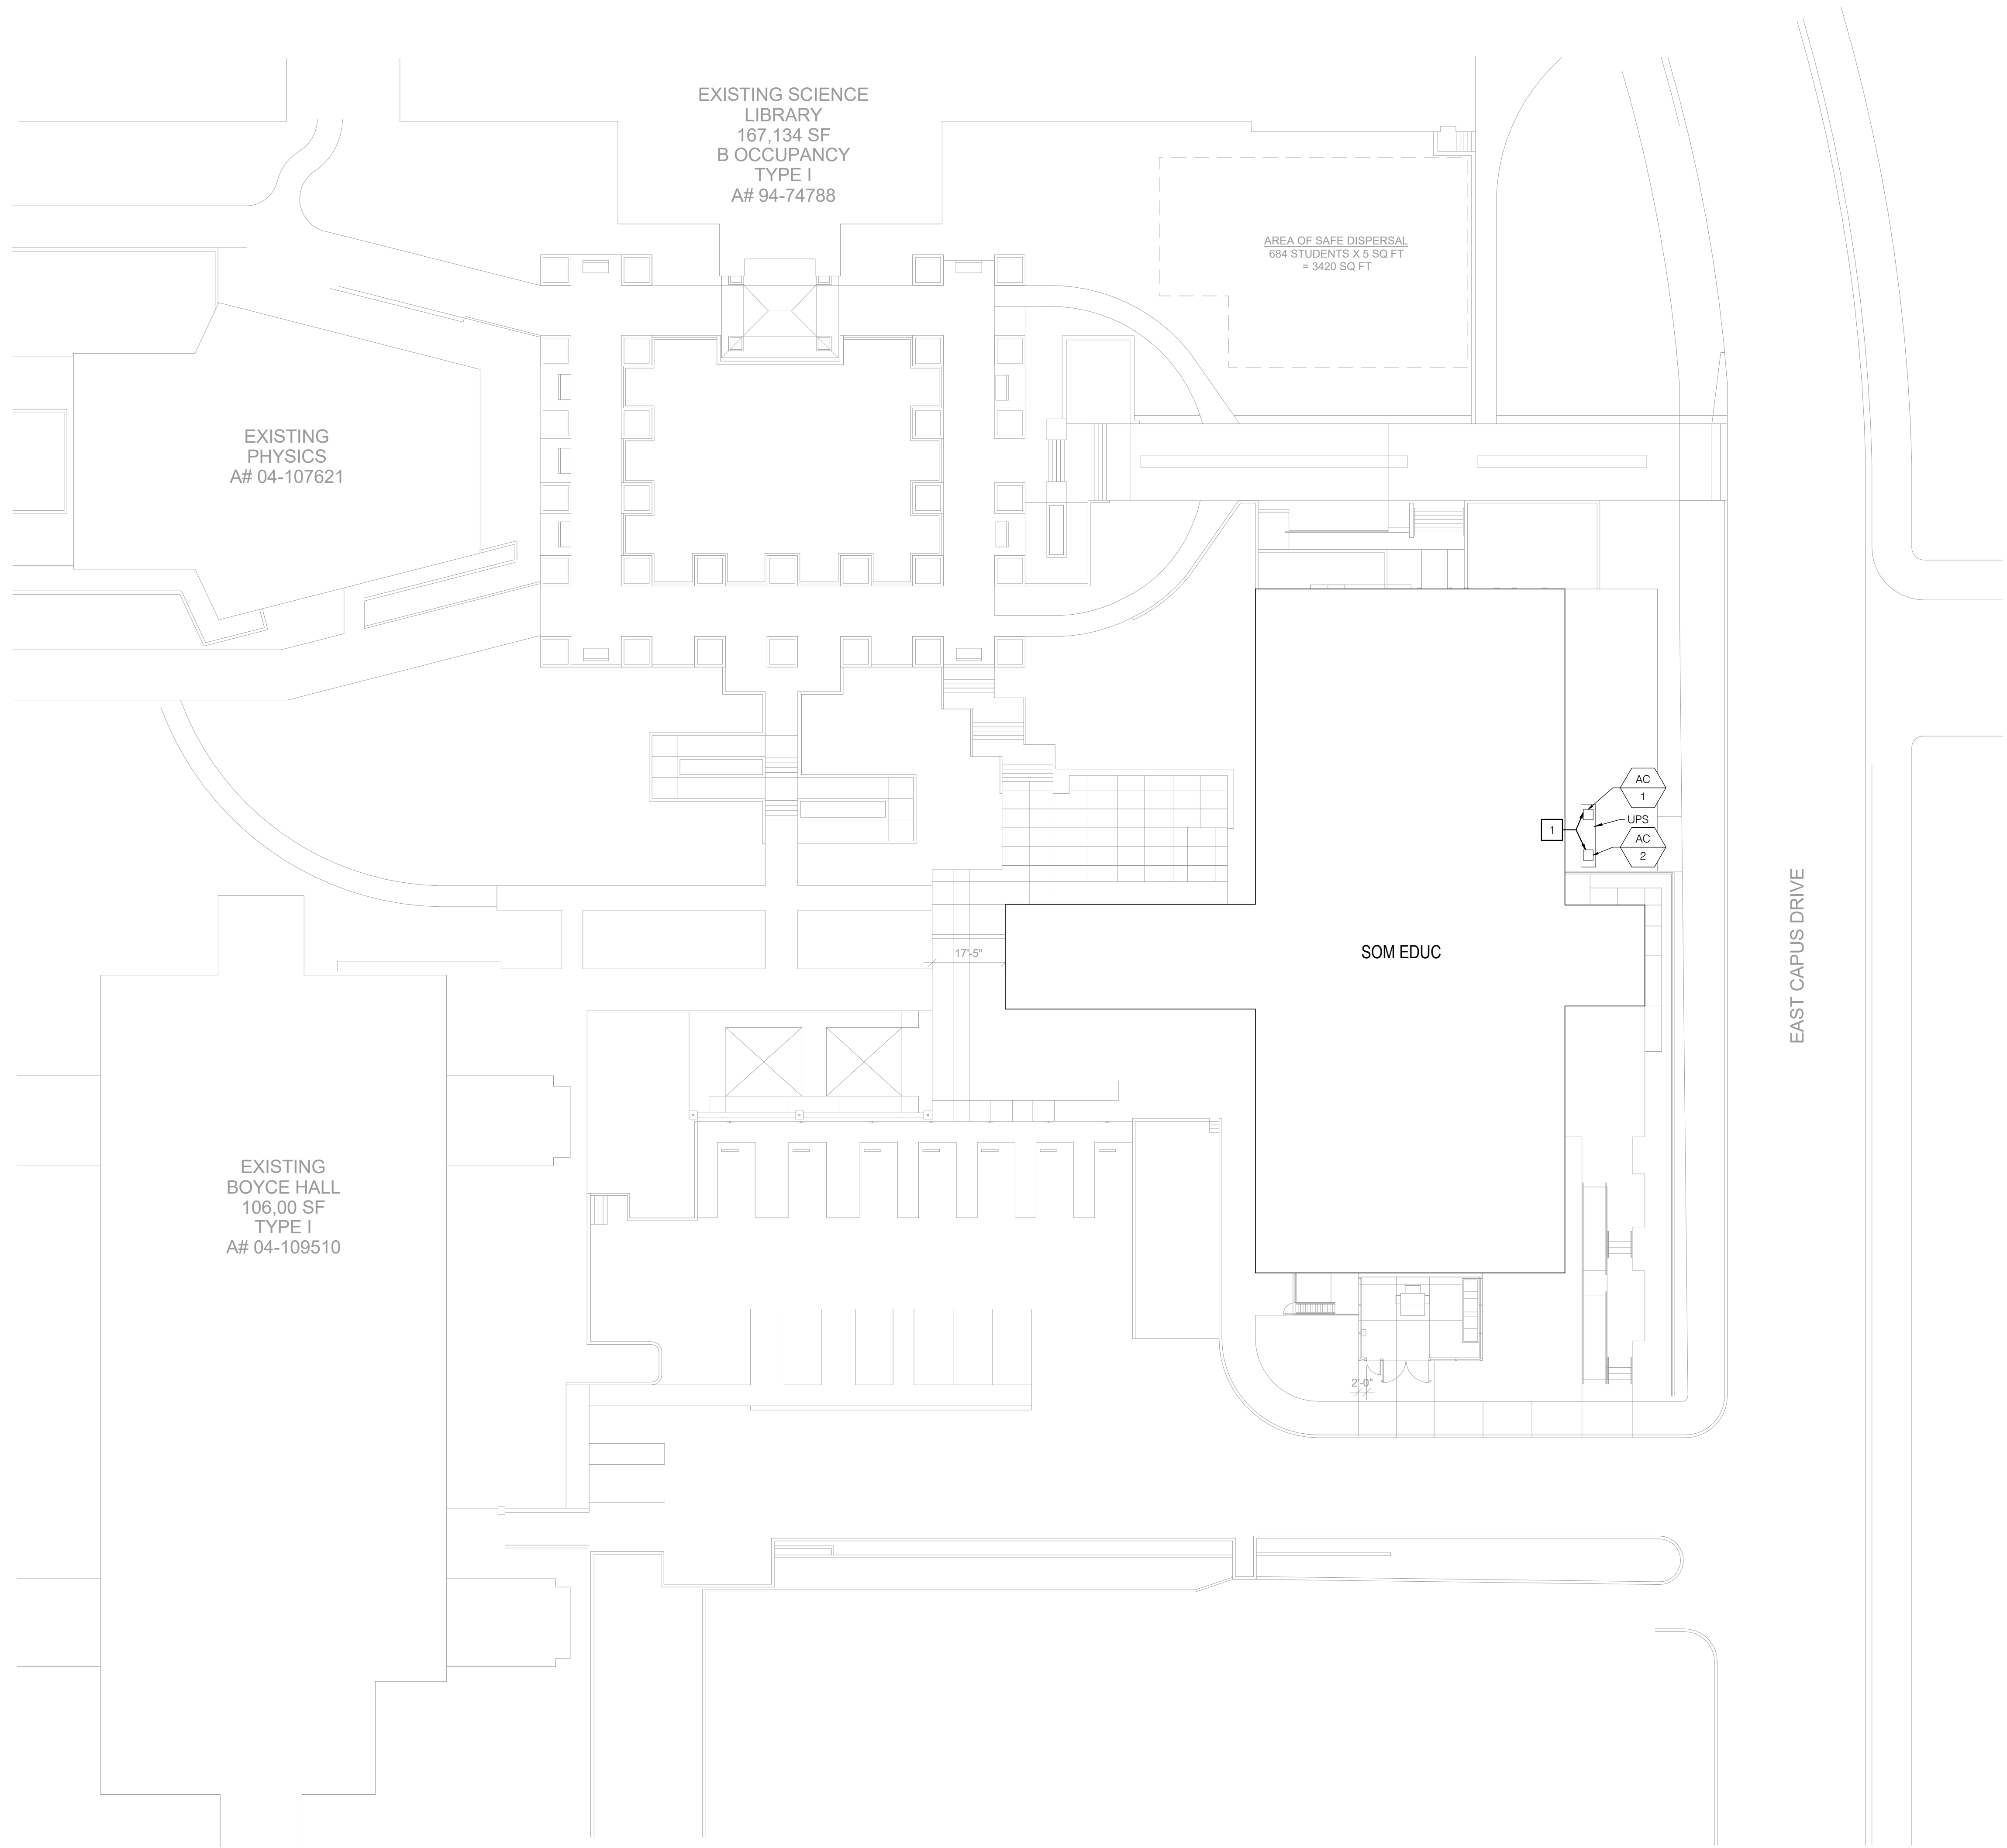 EXISTING SCIENCE
LIBRARY
167,134 SF
B OCCUPANCY
TYPE I
A# 94-74788
AREA OF SAFE DISPERSAL
684 STUDENTS X 5 SQ FT
= 3420 SQ FT
EXISTING
PHYSICS
A# 04-107621
AC
1
UPS
1
AC
2
SOM EDUC
17'-5"
EAST CAPUS DRIVE
EXISTING
BOYCE HALL
106,00 SF
TYPE I
A# 04-109510
2'-0"